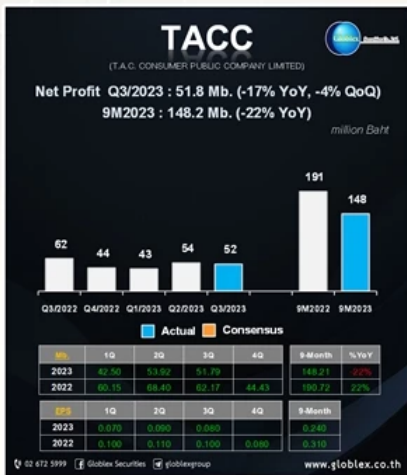 TACC
(T.A.C. CONSUMER PUBLIC COMPANY LIMITED)
Net Profit Q3/2023 : 51.8 Mb. (-17% YoY, -4% QoQ)
9M2023 : 148.2 Mb. (-22% YoY)
million Baht
62 44 43 54 52 191 148
Q3/2022 Q4/2022 Q1/2023 Q2/2023 Q3/2023 9M2022 9M2023
Actual Consensus
Mb. 1Q 2Q 3Q 4Q 9-Month %YoY
2023 42.50 53.92 51.79 148.21 -22%
2022 60.15 68.40 62.17 44.43 190.72 22%
EPS 1Q 2Q 3Q 4Q 9-Month
2023 0.070 0.090 0.080 0.240
2022 0.100 0.110 0.100 0.080 0.310
02 672 5999 Globlex Securities globlexgroup www.globlex.co.th